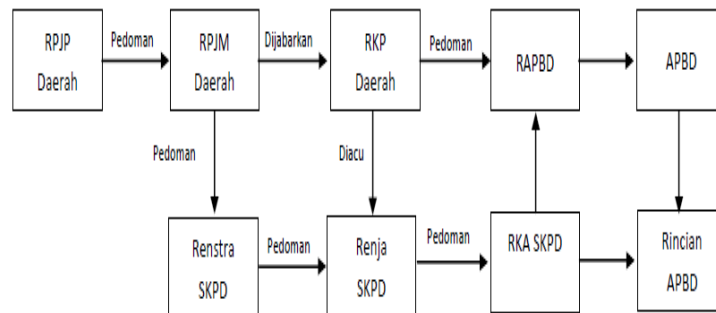 RPJP
Daerah
Pedoman
RPJM
Daerah
Dijabarkan
RKP
Daerah
Pedoman
RAPBD
APBD
Pedoman
Diacu
Renstra
SKPD
Pedoman
Renja
SKPD
Pedoman
RKA SKPD
Rincian
APBD